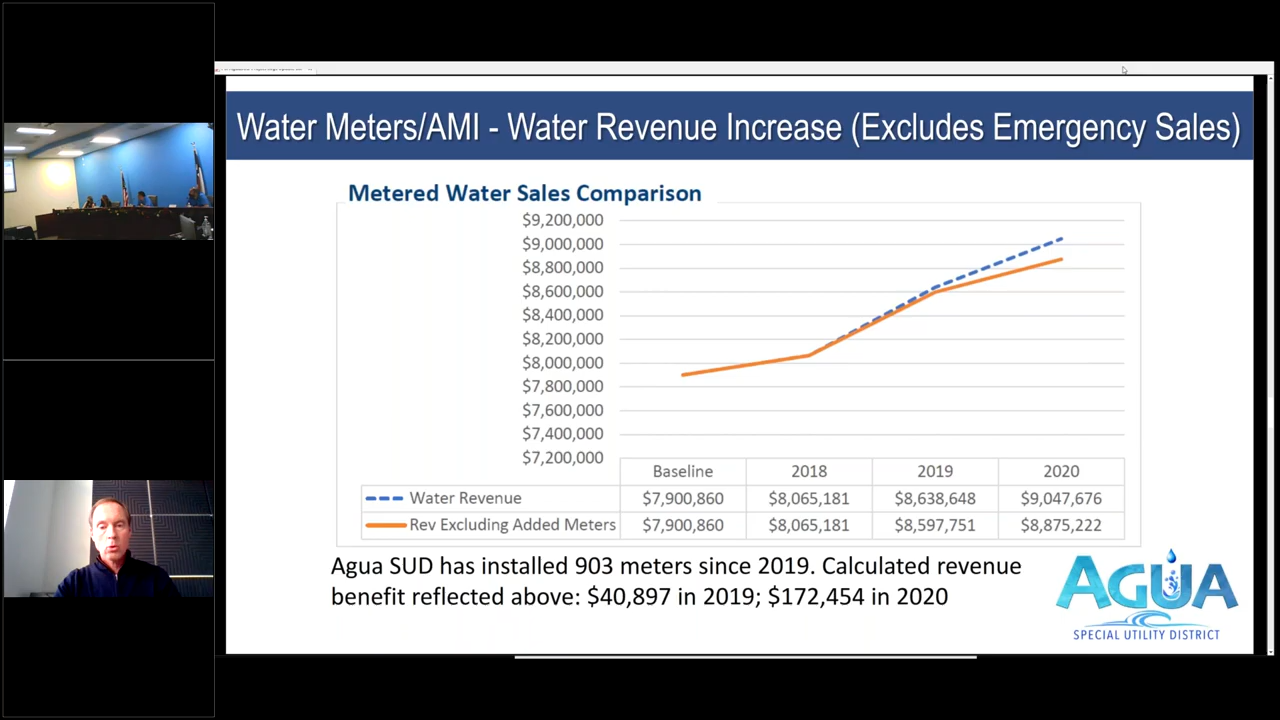 Water Meters/AMI - Water Revenue Increase (Excludes Emergency Sales)
Metered Water Sales Comparison
$9,200,000
$9,000,000
$8,800,000
$8,600,000
$8,400,000
$8,200,000
$8,000,000
$7,800,000
$7,600,000
$7,400,000
$7,200,000
Baseline 2018 2019 2020
Water Revenue $7,900,860 $8,065,181 $8,638,648 $9,047,676
Rev Excluding Added Meters $7,900,860 $8,065,181 $8,597,751 $8,875,222
Agua SUD has installed 903 meters since 2019. Calculated revenue
benefit reflected above: $40,897 in 2019; $172,454 in 2020
AGUA
SPECIAL UTILITY DISTRICT